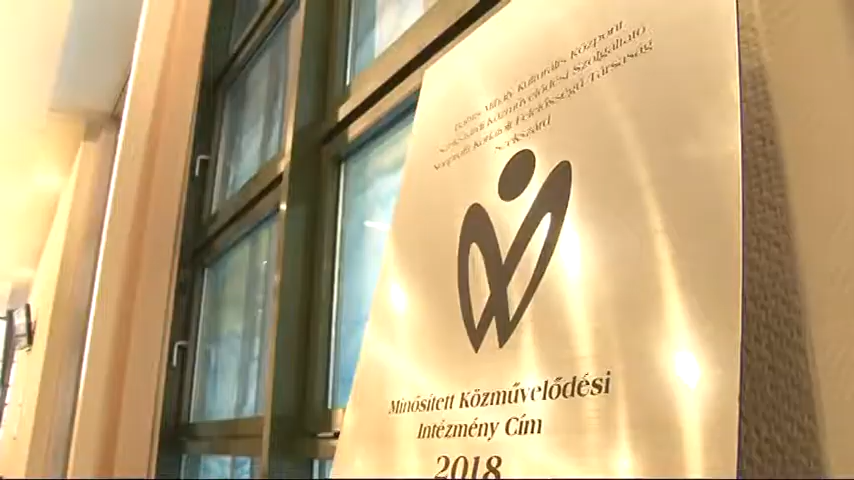 Babits Mihály Kulturális Központ
Szekszárdi Közművelődési Szolgáltató
Nonprofit Korlátolt Felelősségű Társaság
Szekszárd
Minősített Közművelődési
Intézmény Cím
2018